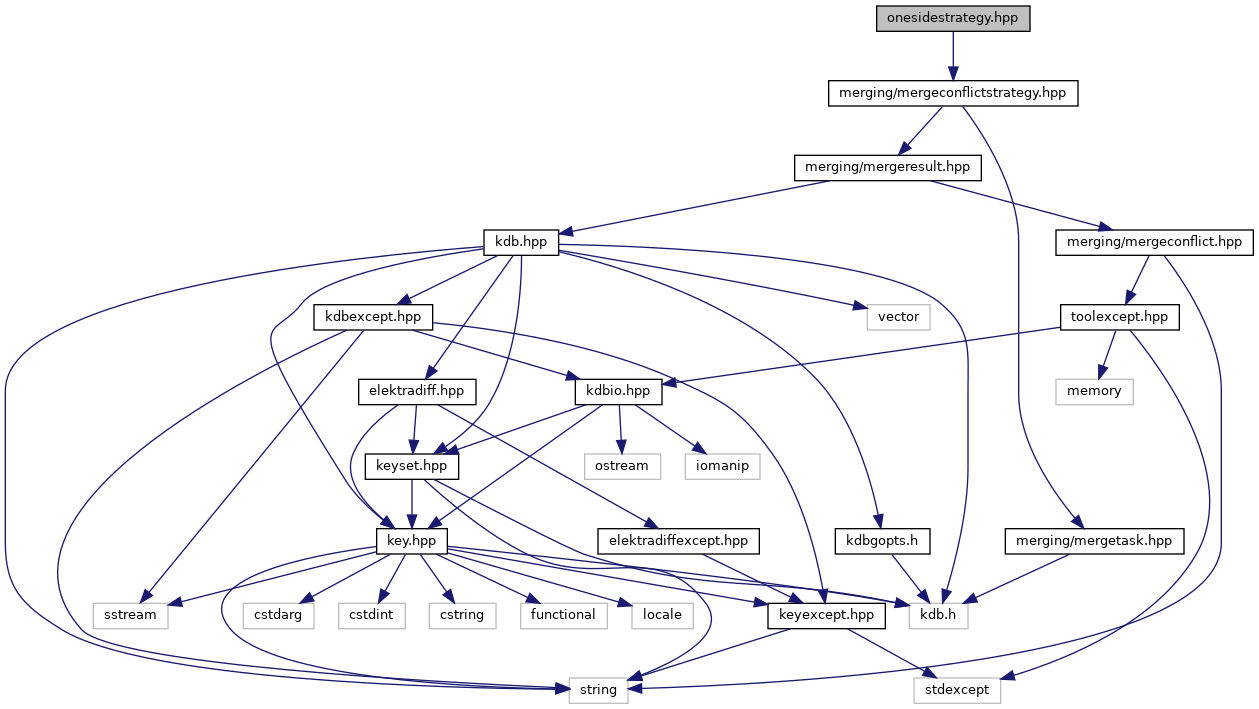 onesidestrategy.hpp
merging/mergeconflictstrategy.hpp
merging/mergeresult.hpp
kdb.hpp
merging/mergeconflict.hpp
kdbexcept.hpp
vector
toolexcept.hpp
elektradiff.hpp
kdbio.hpp
memory
keyset.hpp
ostream
iomanip
key.hpp
elektradiffexcept.hpp
kdbgopts.h
merging/mergetask.hpp
sstream
cstdarg
cstdint
cstring
functional
locale
keyexcept.hpp
kdb.h
string
stdexcept